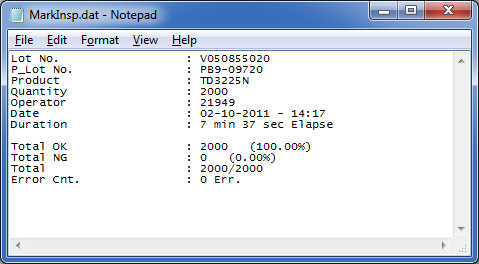 MarkInsp.dat - Notepad
File Edit Format View Help
Lot No. : V050855020
P_Lot No. : PB9-09720
Product : TD3225N
Quantity : 2000
Operator : 21949
Date : 02-10-2011 - 14:17
Duration : 7 min 37 sec Elapse
Total OK : 2000 (100.00%)
Total NG : 0 (0.00%)
Total : 2000/2000
Error Cnt. : 0 Err.